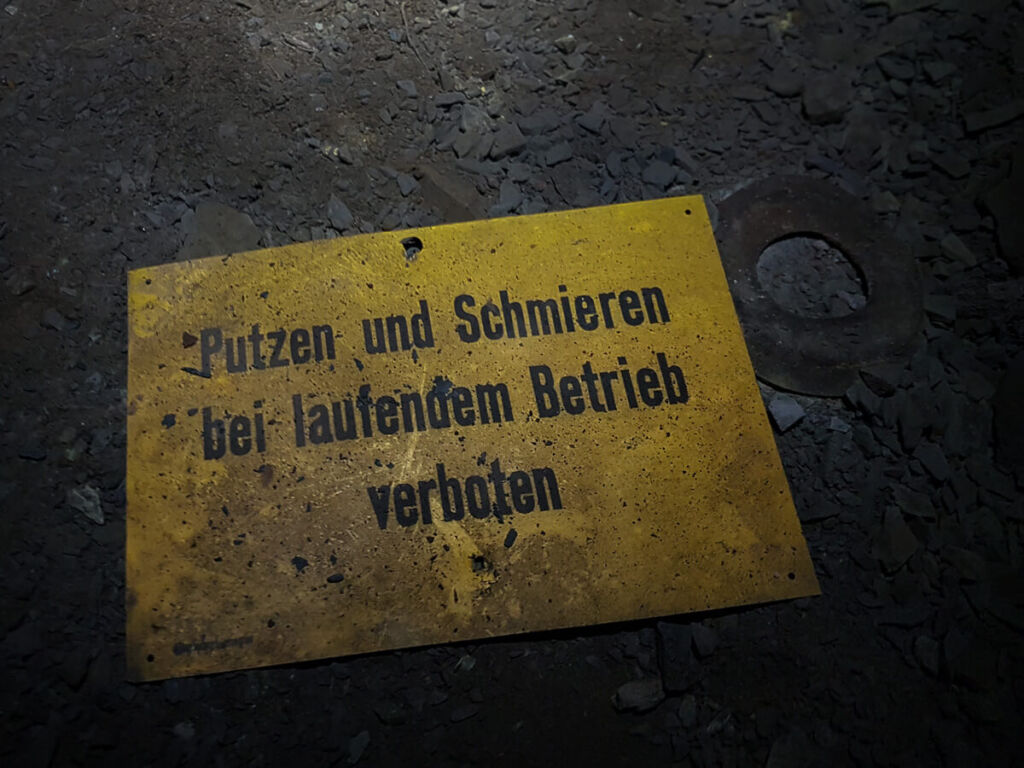 Putzen und Schmieren
bei laufendem Betrieb
verboten